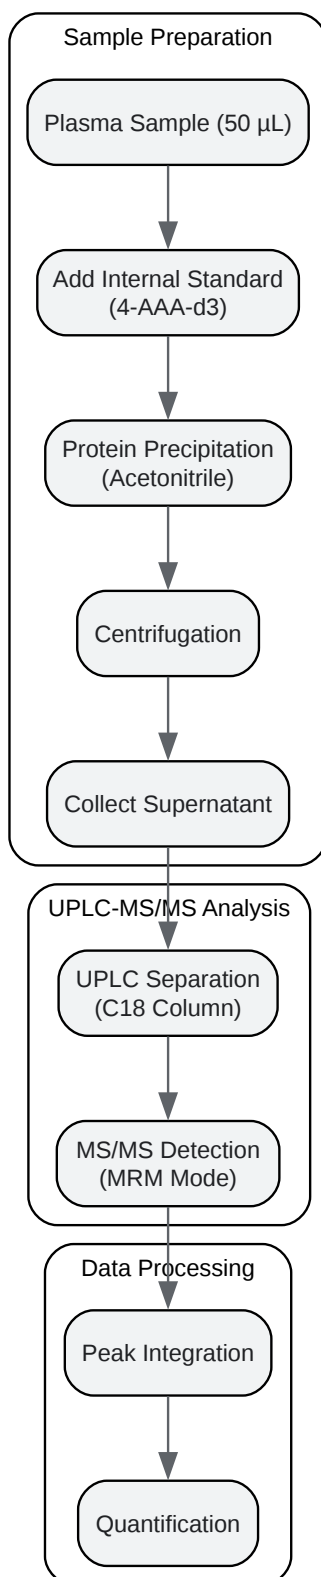 Sample Preparation
Plasma Sample (50 µL)
Add Internal Standard
(4-AAA-d3)
Protein Precipitation
(Acetonitrile)
Centrifugation
Collect Supernatant
UPLC-MS/MS Analysis
UPLC Separation
(C18 Column)
MS/MS Detection
(MRM Mode)
Data Processing
Peak Integration
Quantification